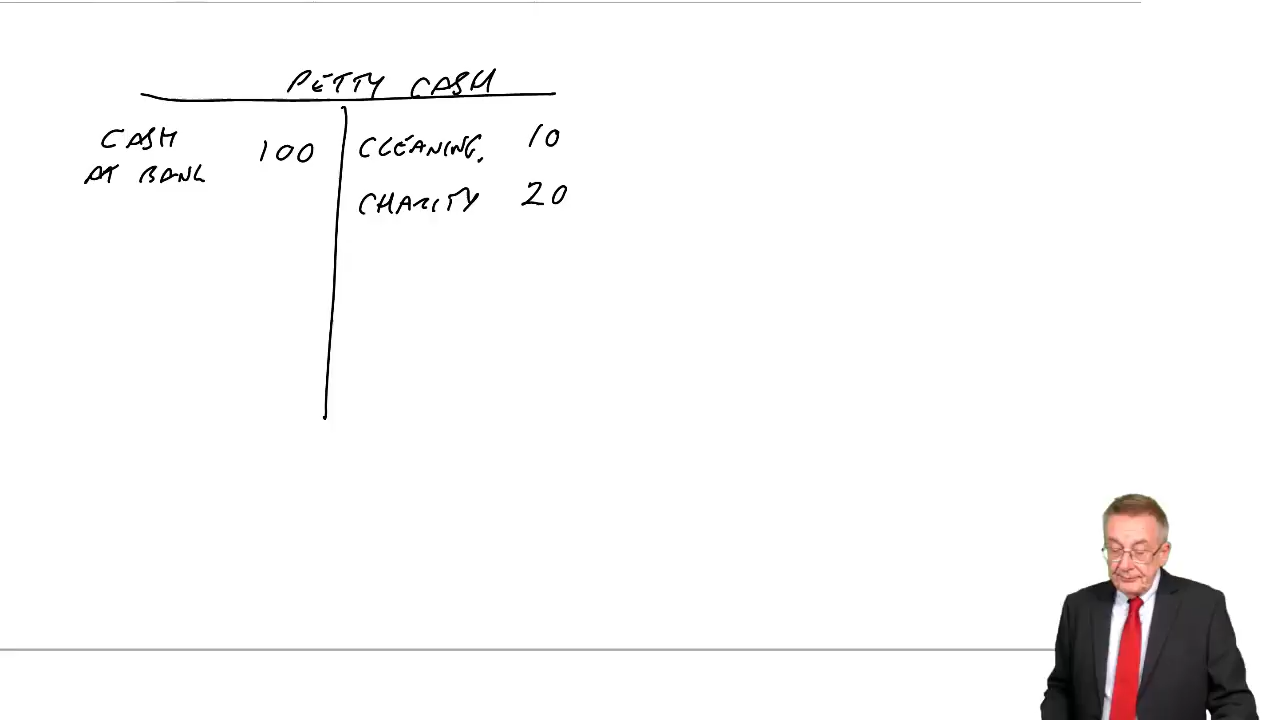 PETTY CASH
CASH
AT BANK 100
CLEANING. 10
CHARITY 20